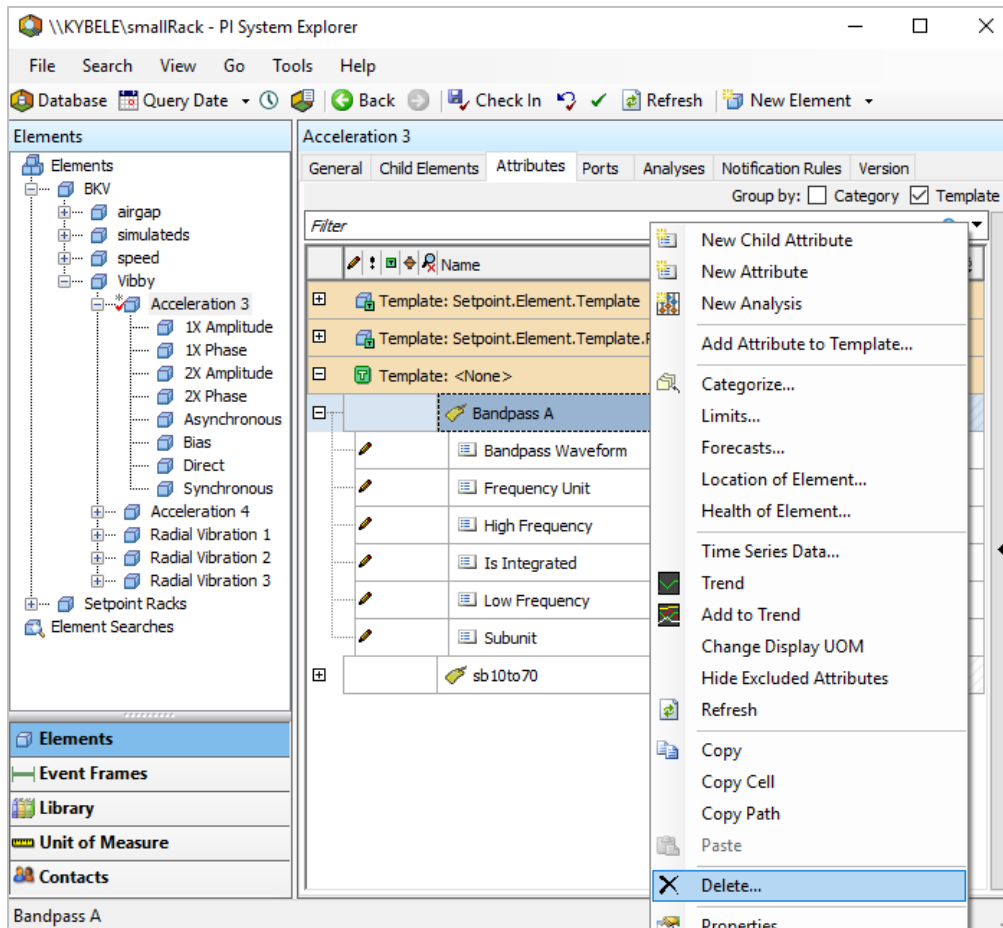 \\KYBELE\smallRack - PI System Explorer
File Search View Go Tools Help
Database Query Date Back Check In Refresh New Element
Elements
Elements
BKV
airgap
simulateds
speed
Vibby
Acceleration 3
1X Amplitude
1X Phase
2X Amplitude
2X Phase
Asynchronous
Bias
Direct
Synchronous
Acceleration 4
Radial Vibration 1
Radial Vibration 2
Radial Vibration 3
Setpoint Racks
Element Searches
Elements
Event Frames
Library
Unit of Measure
Contacts
Acceleration 3
General Child Elements Attributes Ports Analyses Notification Rules Version
Group by: Category Template
Filter
Name
Template: Setpoint.Element.Template
Template: Setpoint.Element.Template.
Template: <None>
Bandpass A
Bandpass Waveform
Frequency Unit
High Frequency
Is Integrated
Low Frequency
Subunit
sb10to70
New Child Attribute
New Attribute
New Analysis
Add Attribute to Template...
Categorize...
Limits...
Forecasts...
Location of Element...
Health of Element...
Time Series Data...
Trend
Add to Trend
Change Display UOM
Hide Excluded Attributes
Refresh
Copy
Copy Cell
Copy Path
Paste
Delete...
Properties
Bandpass A